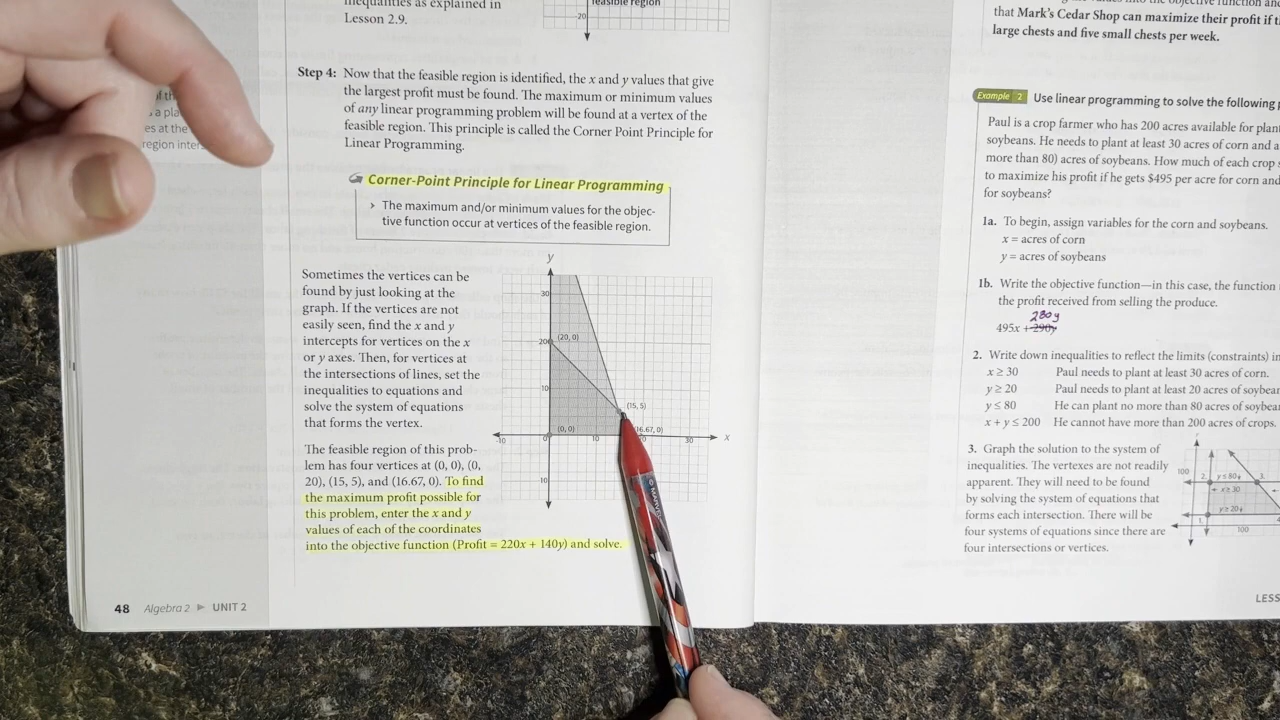 inequalities as explained in
Lesson 2.9.
feasible region
20
Step 4: Now that the feasible region is identified, the x and y values that give
the largest profit must be found. The maximum or minimum values
of any linear programming problem will be found at a vertex of the
feasible region. This principle is called the Corner Point Principle for
Linear Programming.
es at the
region
Corner-Point Principle for Linear Programming
› The maximum and/or minimum values for the objec-
tive function occur at vertices of the feasible region.
Sometimes the vertices can be
found by just looking at the
graph. If the vertices are not
easily seen, find the x and y
intercepts for vertices on the x
or y axes. Then, for vertices at
the intersections of lines, set the
inequalities to equations and
solve the system of equations
that forms the vertex.
The feasible region of this prob-
lem has four vertices at (0, 0), (0,
20), (15, 5), and (16.67, 0). To find
the maximum profit possible for
this problem, enter the x and y
values of each of the coordinates
into the objective function (Profit = 220x + 140y) and solve.
y
30
20
(20, 0)
10
(15, 5)
(0, 0)
16.67, 0)
-10
0
10
30
x
10
48 Algebra 2 ▶ UNIT 2
that Mark's Cedar Shop can maximize their profit if
large chests and five small chests per week.
Example 2 Use linear programming to solve the following
Paul is a crop farmer who has 200 acres available for
soybeans. He needs to plant at least 30 acres of corn and
more than 80) acres of soybeans. How much of each crop
to maximize his profit if he gets $495 per acre for corn and
for soybeans?
1a. To begin, assign variables for the corn and soybeans.
x = acres of corn
y = acres of soybeans
1b. Write the objective function—in this case, the function
the profit received from selling the produce.
280y
495x + 290y
2. Write down inequalities to reflect the limits (constraints)
x ≥ 30 Paul needs to plant at least 30 acres of corn.
y ≥ 20 Paul needs to plant at least 20 acres of
y ≤ 80 He can plant no more than 80 acres of
x + y ≤ 200 He cannot have more than 200 acres of crops.
3. Graph the solution to the system of
inequalities. The vertexes are not readily
apparent. They will need to be found
by solving the system of equations that
forms each intersection. There will be
four systems of equations since there are
four intersections or vertices.
100
2.
y ≤ 80
3.
x ≥ 30
y ≥ 20
1.
100